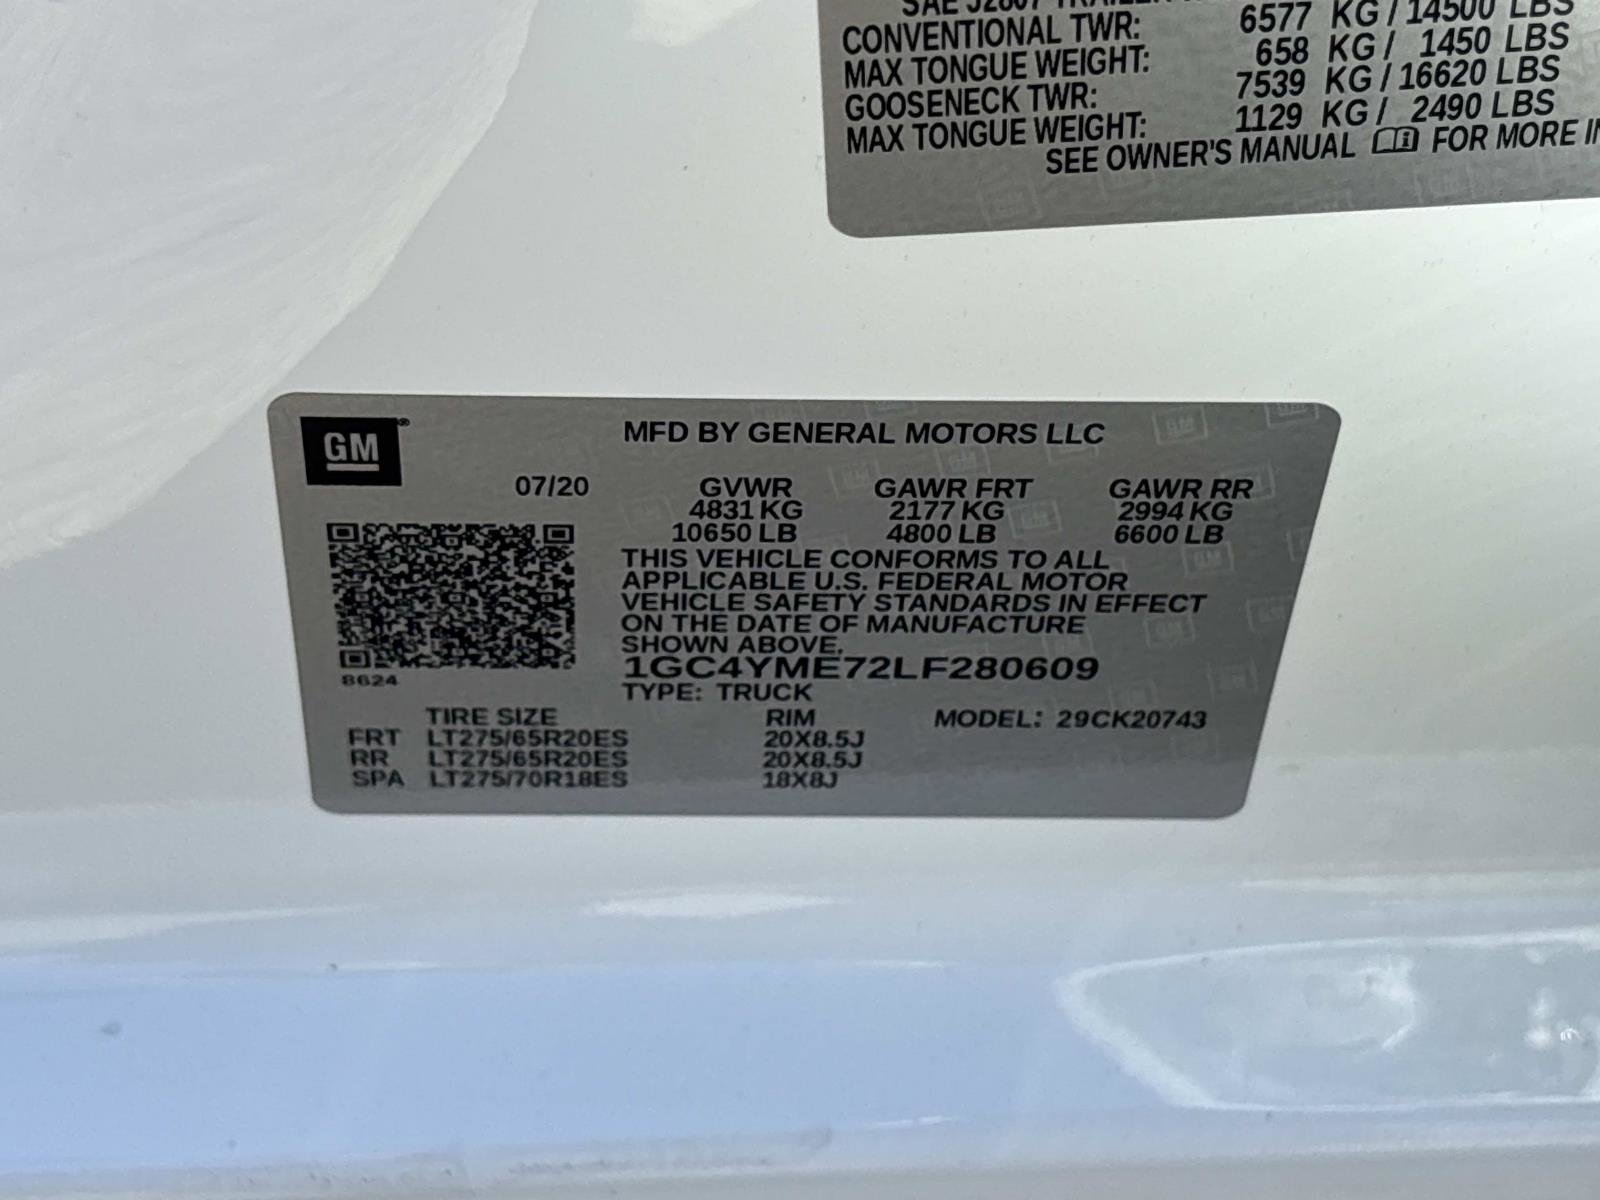 SAE J2807 TRAILER
CONVENTIONAL TWR: 6577 KG / 14500 LBS
MAX TONGUE WEIGHT: 658 KG / 1450 LBS
GOOSENECK TWR: 7539 KG / 16620 LBS
MAX TONGUE WEIGHT: 1129 KG / 2490 LBS
SEE OWNER'S MANUAL FOR MORE
GM®
MFD BY GENERAL MOTORS LLC
07/20 GVWR GAWR FRT GAWR RR
4831 KG 2177 KG 2994 KG
10650 LB 4800 LB 6600 LB
THIS VEHICLE CONFORMS TO ALL
APPLICABLE U.S. FEDERAL MOTOR
VEHICLE SAFETY STANDARDS IN EFFECT
ON THE DATE OF MANUFACTURE
SHOWN ABOVE.
1GC4YME72LF280609
8624
TYPE: TRUCK
TIRE SIZE RIM MODEL: 29CK20743
FRT LT275/65R20ES 20X8.5J
RR LT275/65R20ES 20X8.5J
SPA LT275/70R18ES 18X8J